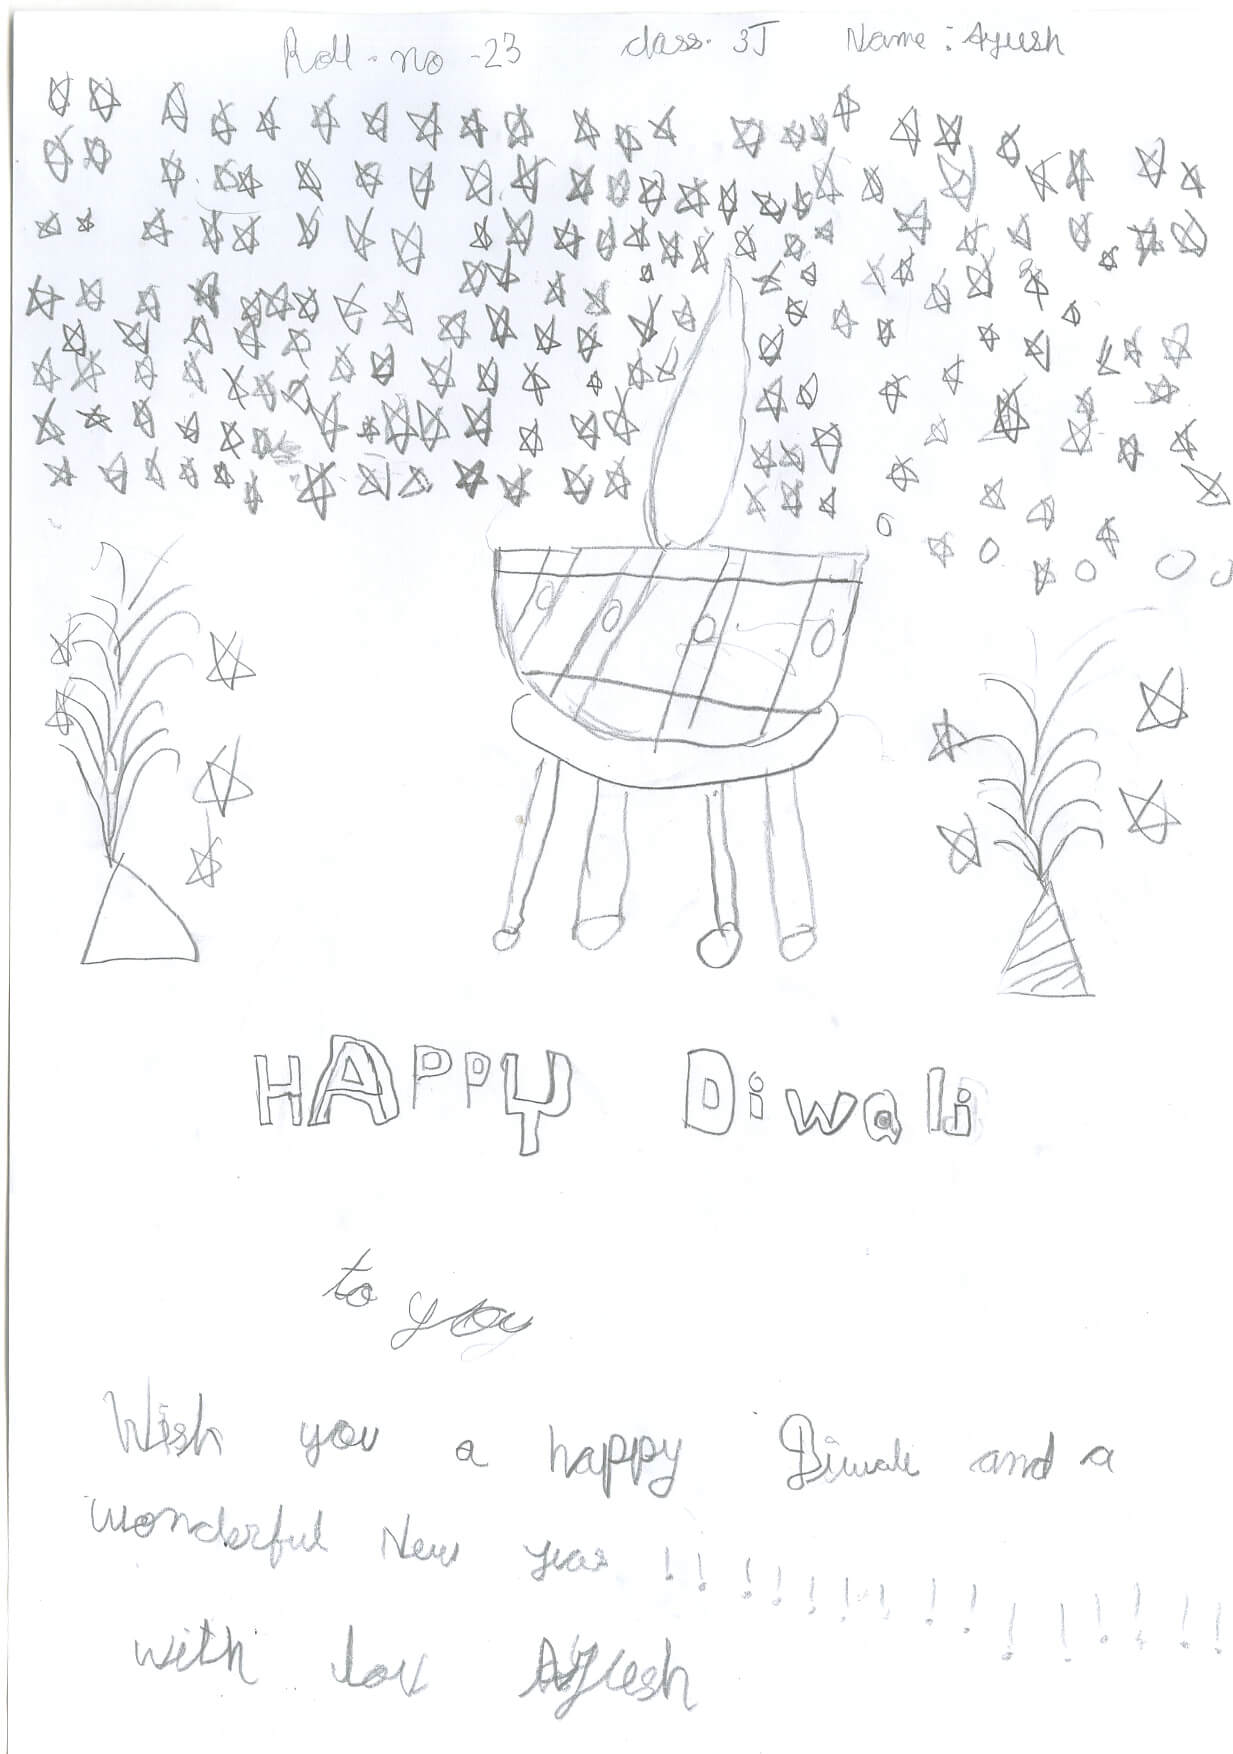 Roll. no - 23 class. 3J Name : Ayush
HAPPY Diwali
to you
Wish you a happy Diwali and a
wonderful New year !!!!!!!!!!!!!!!!
with lov Ayush